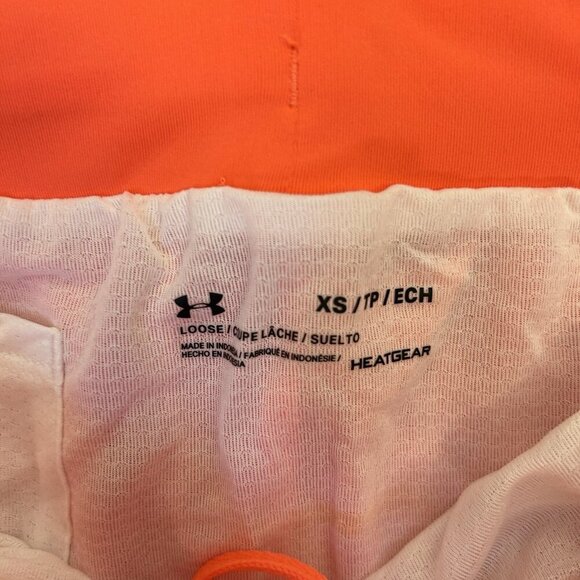 XS / TP / ECH
LOOSE / COUPE LÂCHE / SUELTO
MADE IN INDONESIA / FABRIQUÉ EN INDONÉSIE /
HECHO EN INDONESIA
HEATGEAR